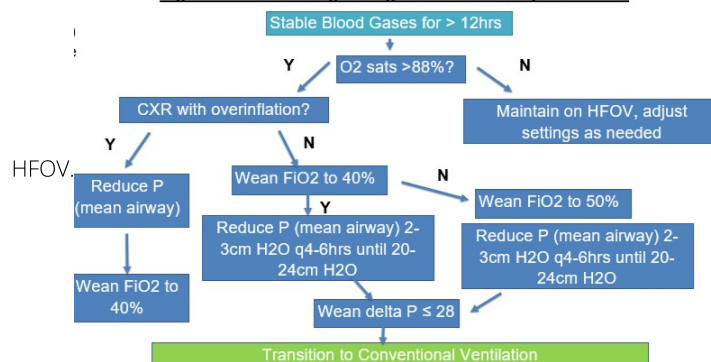 Stable Blood Gases for > 12hrs
Y
O2 sats >88%?
N
CXR with overinflation?
Maintain on HFOV, adjust
settings as needed
Y
N
HFOV.
Reduce P
(mean airway)
Wean FiO2 to 40%
N
Wean FiO2 to 50%
Y
Reduce P (mean airway) 2-
3cm H2O q4-6hrs until 20-
24cm H2O
Reduce P (mean airway) 2-
3cm H2O q4-6hrs until 20-
24cm H2O
Wean FiO2 to
40%
Wean delta P ≤ 28
Transition to Conventional Ventilation